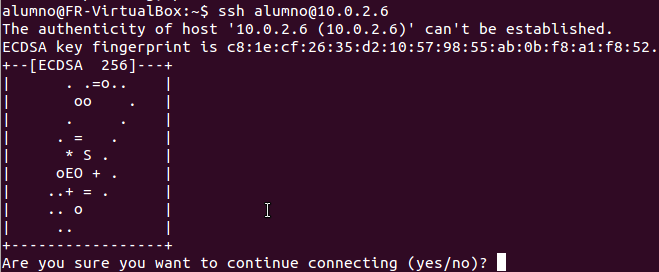 alumno@FR-VirtualBox:~$ ssh alumno@10.0.2.6
The authenticity of host '10.0.2.6 (10.0.2.6)' can't be established.
ECDSA key fingerprint is c8:1e:cf:26:35:d2:10:57:98:55:ab:0b:f8:a1:f8:52.
+--[ECDSA  256]---+
|      . .=o..    |
|       oo    .   |
|      .     .    |
|     . =   .     |
|      * S .      |
|     oEO + .     |
|    ..+ = .      |
|    .. o         |
|     ..          |
+-----------------+
Are you sure you want to continue connecting (yes/no)?